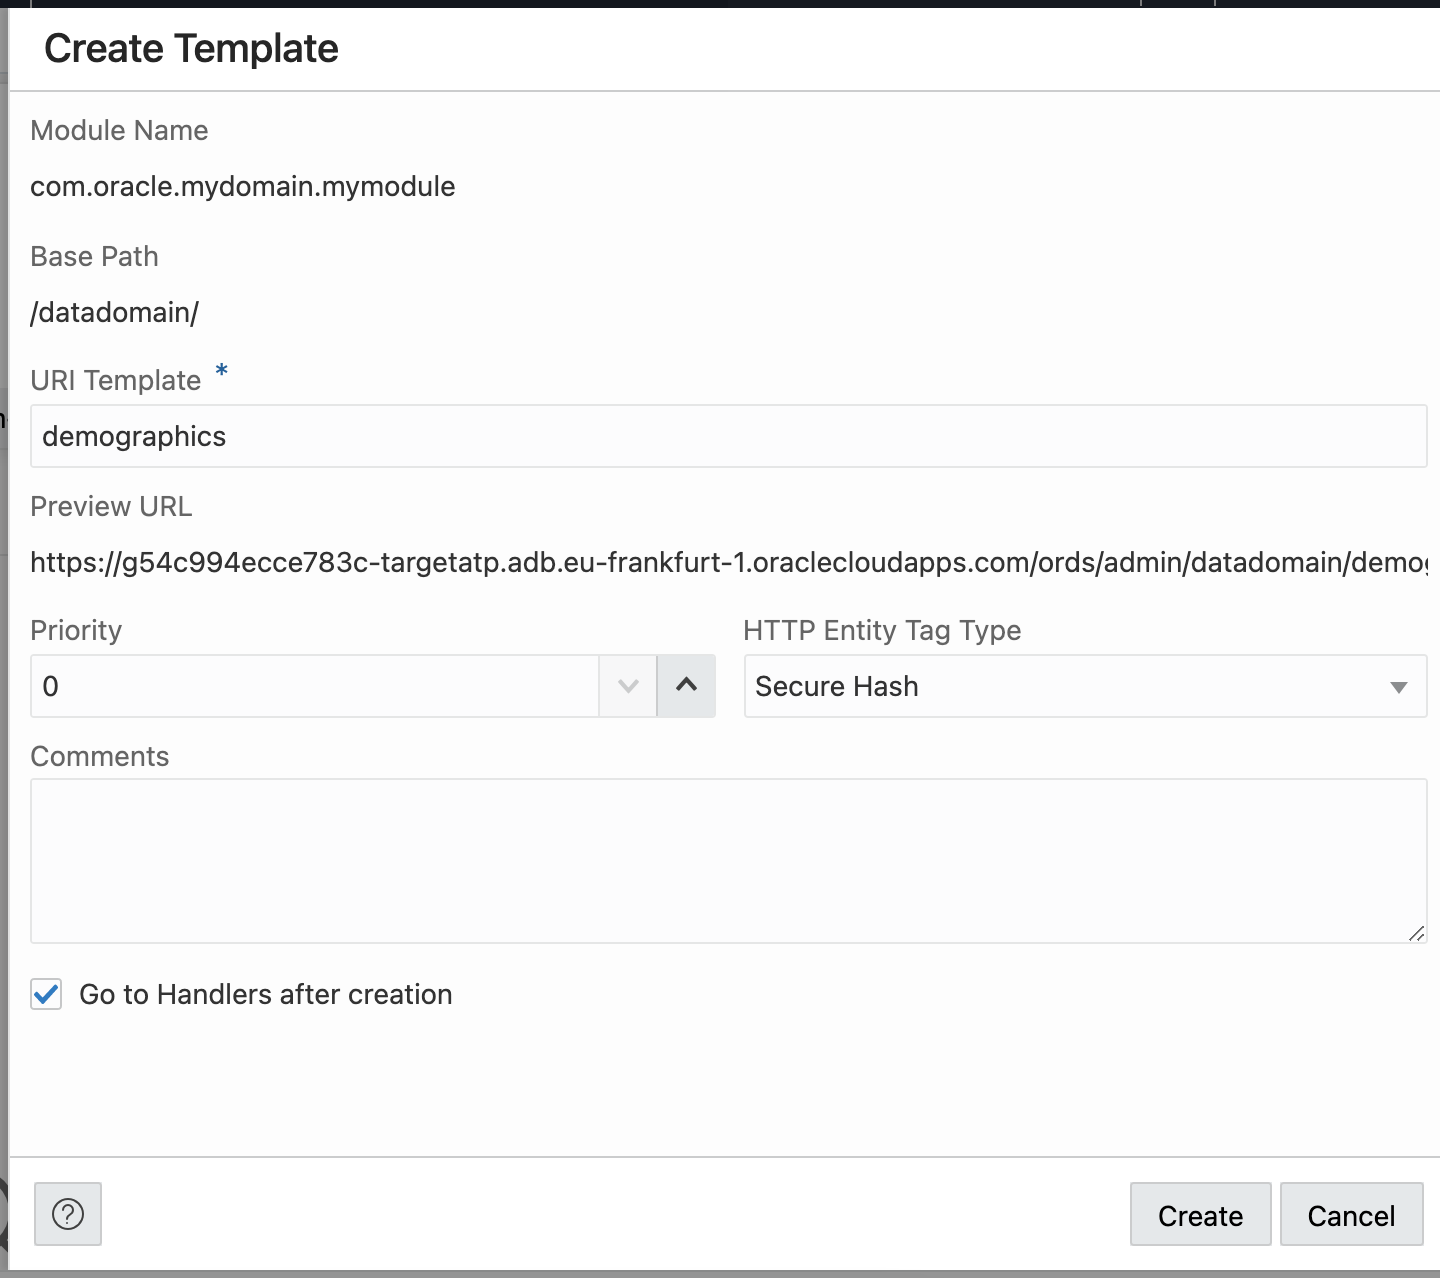 Create Template
Module Name
com.oracle.mydomain.mymodule
Base Path
/datadomain/
URI Template *
demographics
Preview URL
https://g54c994ecce783c-targetatp.adb.eu-frankfurt-1.oraclecloudapps.com/ords/admin/datadomain/demog
Priority
HTTP Entity Tag Type
0
Secure Hash
Comments
Go to Handlers after creation
?
Create
Cancel